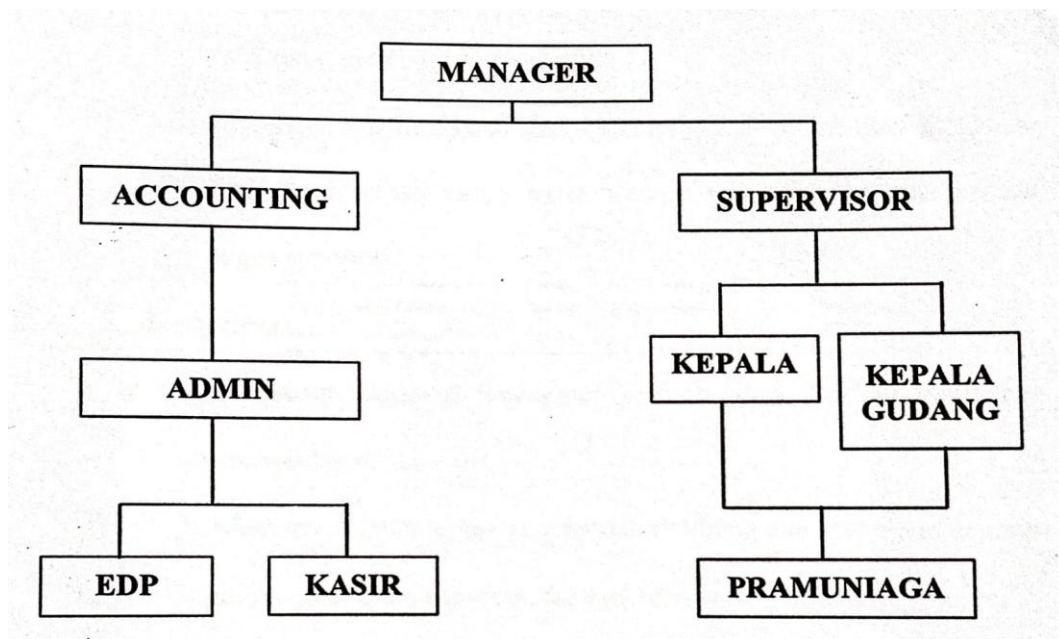 MANAGER
ACCOUNTING
SUPERVISOR
ADMIN
KEPALA
KEPALA
GUDANG
EDP
KASIR
PRAMUNIAGA